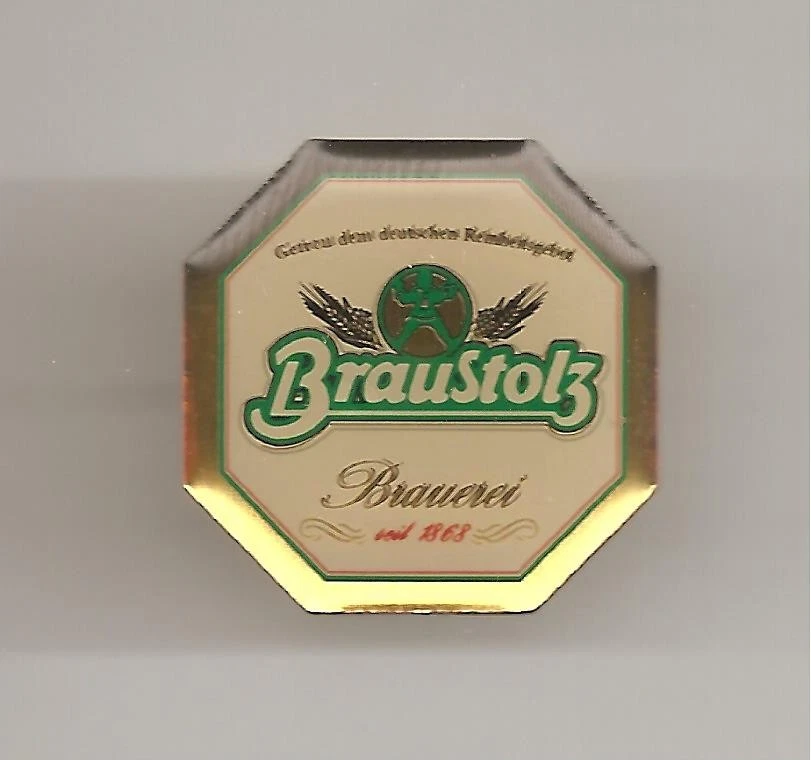 Getreu dem deutschen Reinheitsgebot
BrauStolz
Brauerei
seit 1868